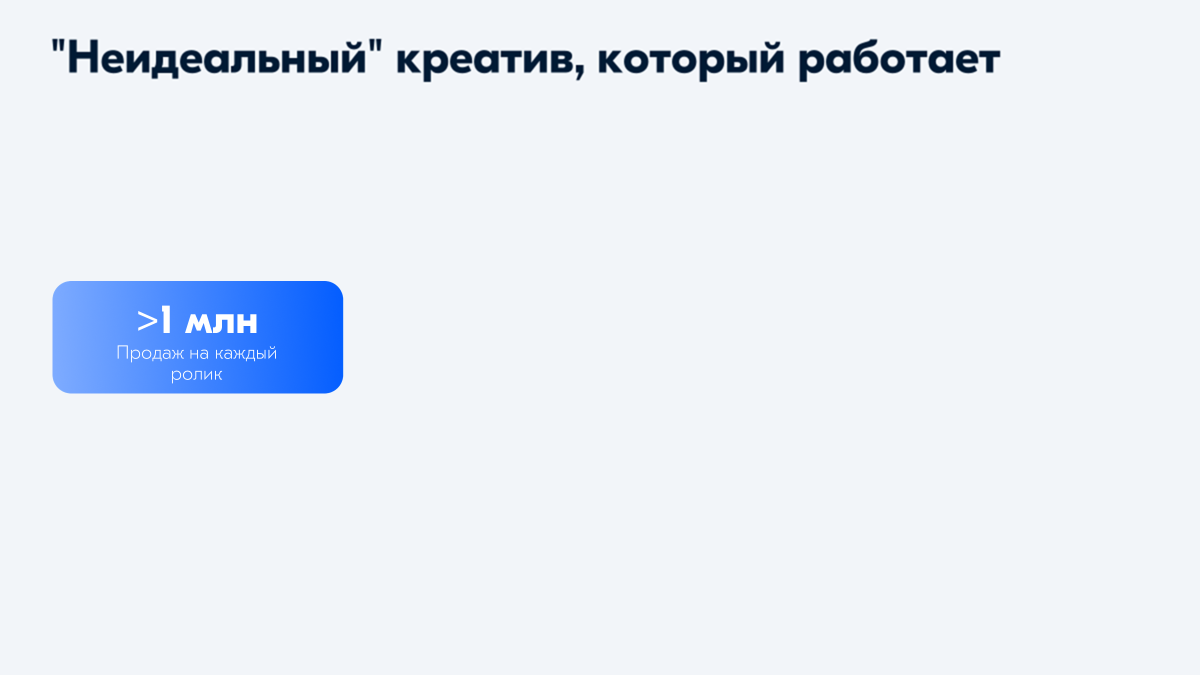 "Неидеальный" креатив, который работает
>1 млн
Продаж на каждый
ролик